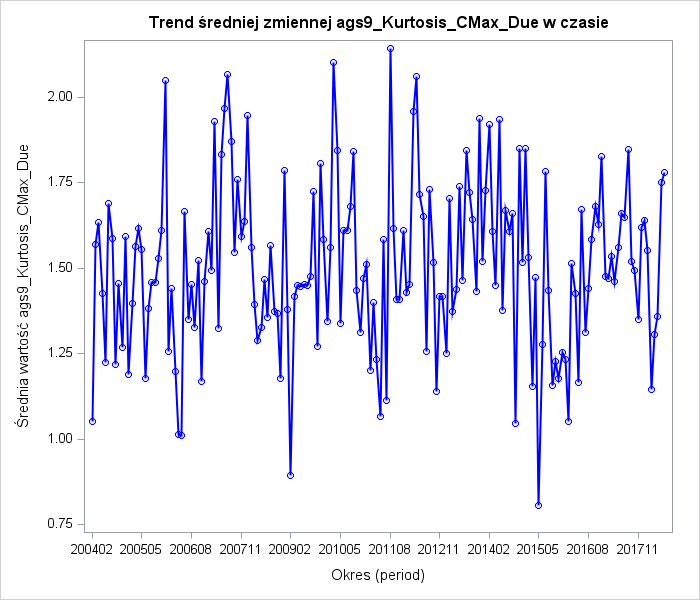 Trend średniej zmiennej ags9_Kurtosis_CMax_Due w czasie
Średnia wartość ags9_Kurtosis_CMax_Due
2.00
1.75
1.50
1.25
1.00
0.75
200402 200505 200608 200711 200902 201005 201108 201211 201402 201505 201608 201711
Okres (period)